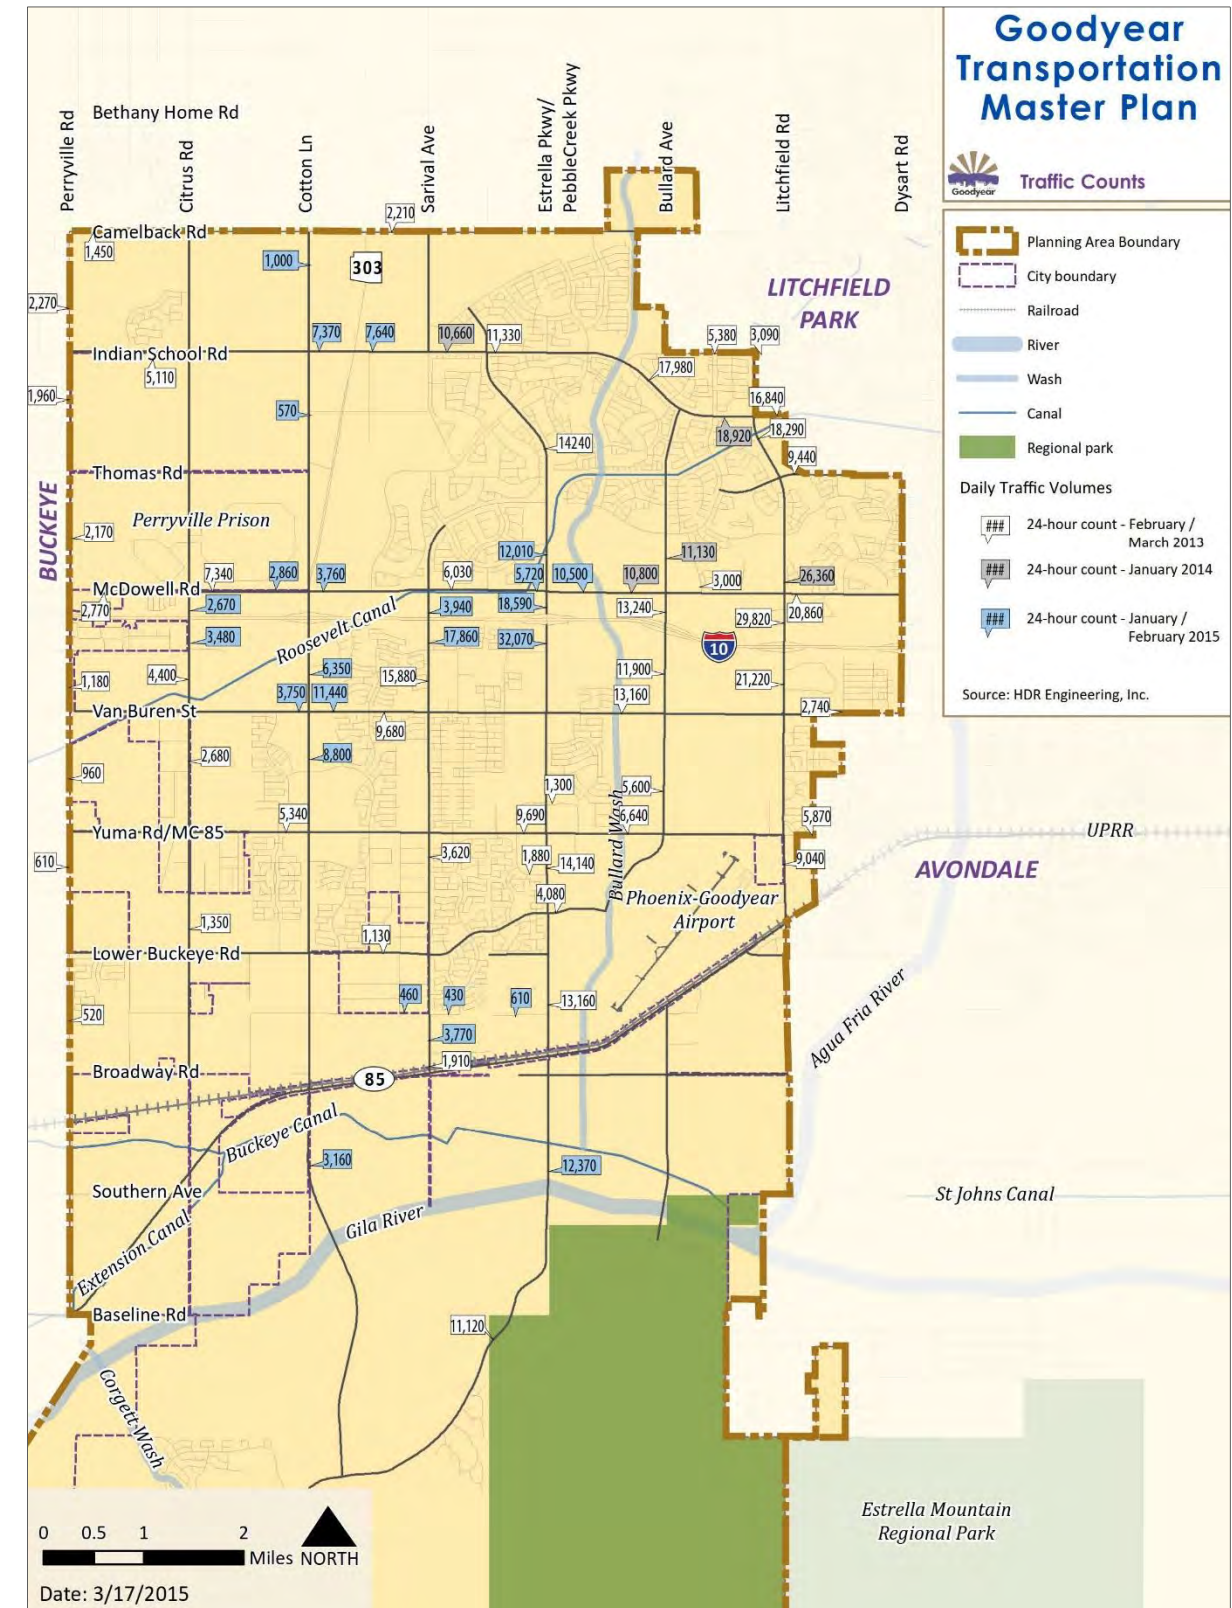 Goodyear
Transportation
Master Plan
Goodyear
Traffic Counts
Planning Area Boundary
City boundary
Railroad
River
Wash
Canal
Regional park
Daily Traffic Volumes
### 24-hour count - February /
March 2013
### 24-hour count - January 2014
### 24-hour count - January /
February 2015
Source: HDR Engineering, Inc.
Bethany Home Rd
Perryville Rd
Citrus Rd
Cotton Ln
Sarival Ave
Estrella Pkwy/
PebbleCreek Pkwy
Bullard Ave
Litchfield Rd
Dysart Rd
2,210
Camelback Rd
1,450
1,000
303
LITCHFIELD
PARK
2,270
7,370
7,640
10,660
11,330
5,380
3,090
Indian School Rd
5,110
17,980
1,960
570
16,840
18,920
18,290
14240
9,440
Thomas Rd
BUCKEYE
Perryville Prison
2,170
12,010
11,130
7,340
2,860
3,760
6,030
5,720
10,500
10,800
3,000
26,360
McDowell Rd
2,770
2,670
3,940
18,590
13,240
29,820
20,860
Roosevelt Canal
3,480
17,860
32,070
10
6,350
11,900
1,180
4,400
15,880
21,220
3,750
11,440
13,160
2,740
Van Buren St
9,680
2,680
8,800
960
1,300
5,600
5,340
9,690
6,640
5,870
Yuma Rd/MC 85
UPRR
Bullard Wash
610
3,620
1,880
14,140
9,040
AVONDALE
4,080
Phoenix-Goodyear
Airport
1,350
1,130
Lower Buckeye Rd
460
430
610
13,160
520
3,770
Agua Fria River
1,910
Broadway Rd
85
Buckeye Canal
3,160
12,370
Southern Ave
St Johns Canal
Gila River
Extension Canal
Baseline Rd
11,120
Corgett Wash
Estrella Mountain
Regional Park
0 0.5 1 2
Miles NORTH
Date: 3/17/2015